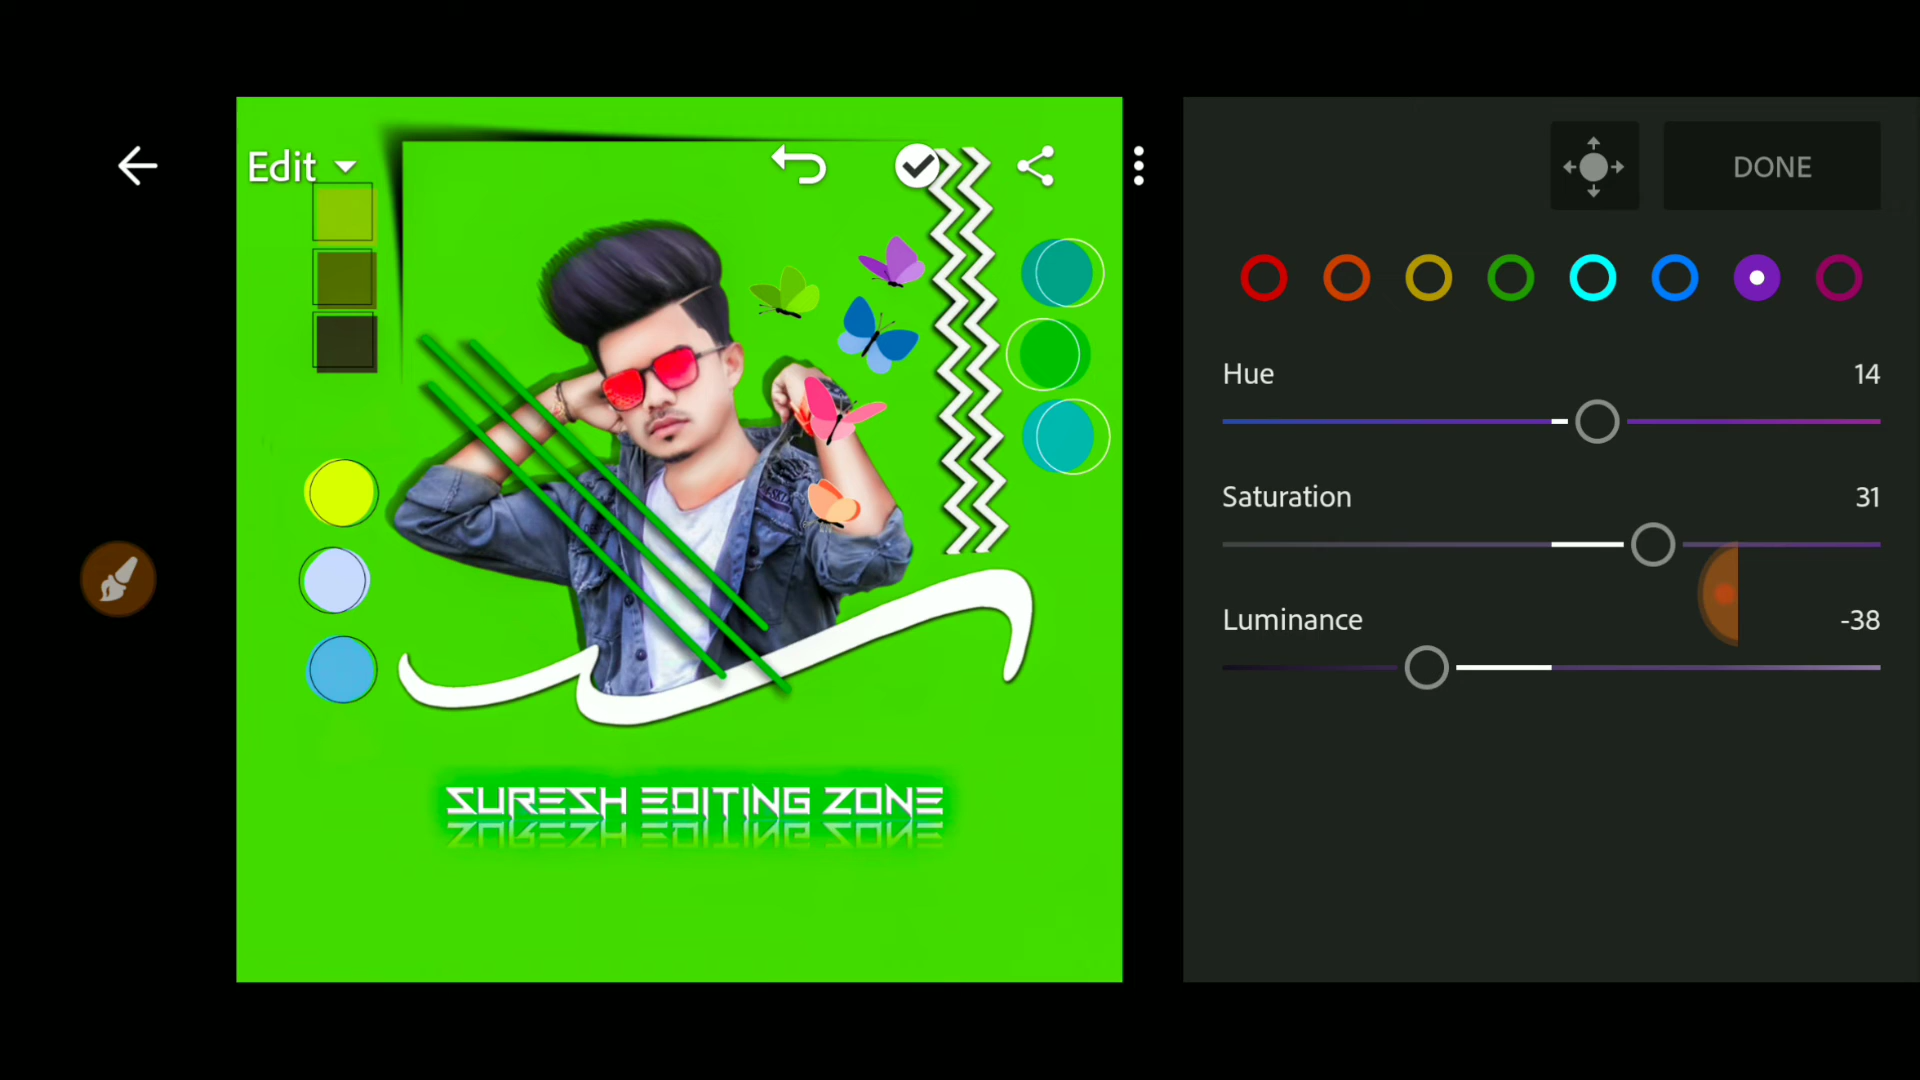 Edit
DONE
Hue 14
Saturation 31
Luminance -38
SURESH EDITING ZONE